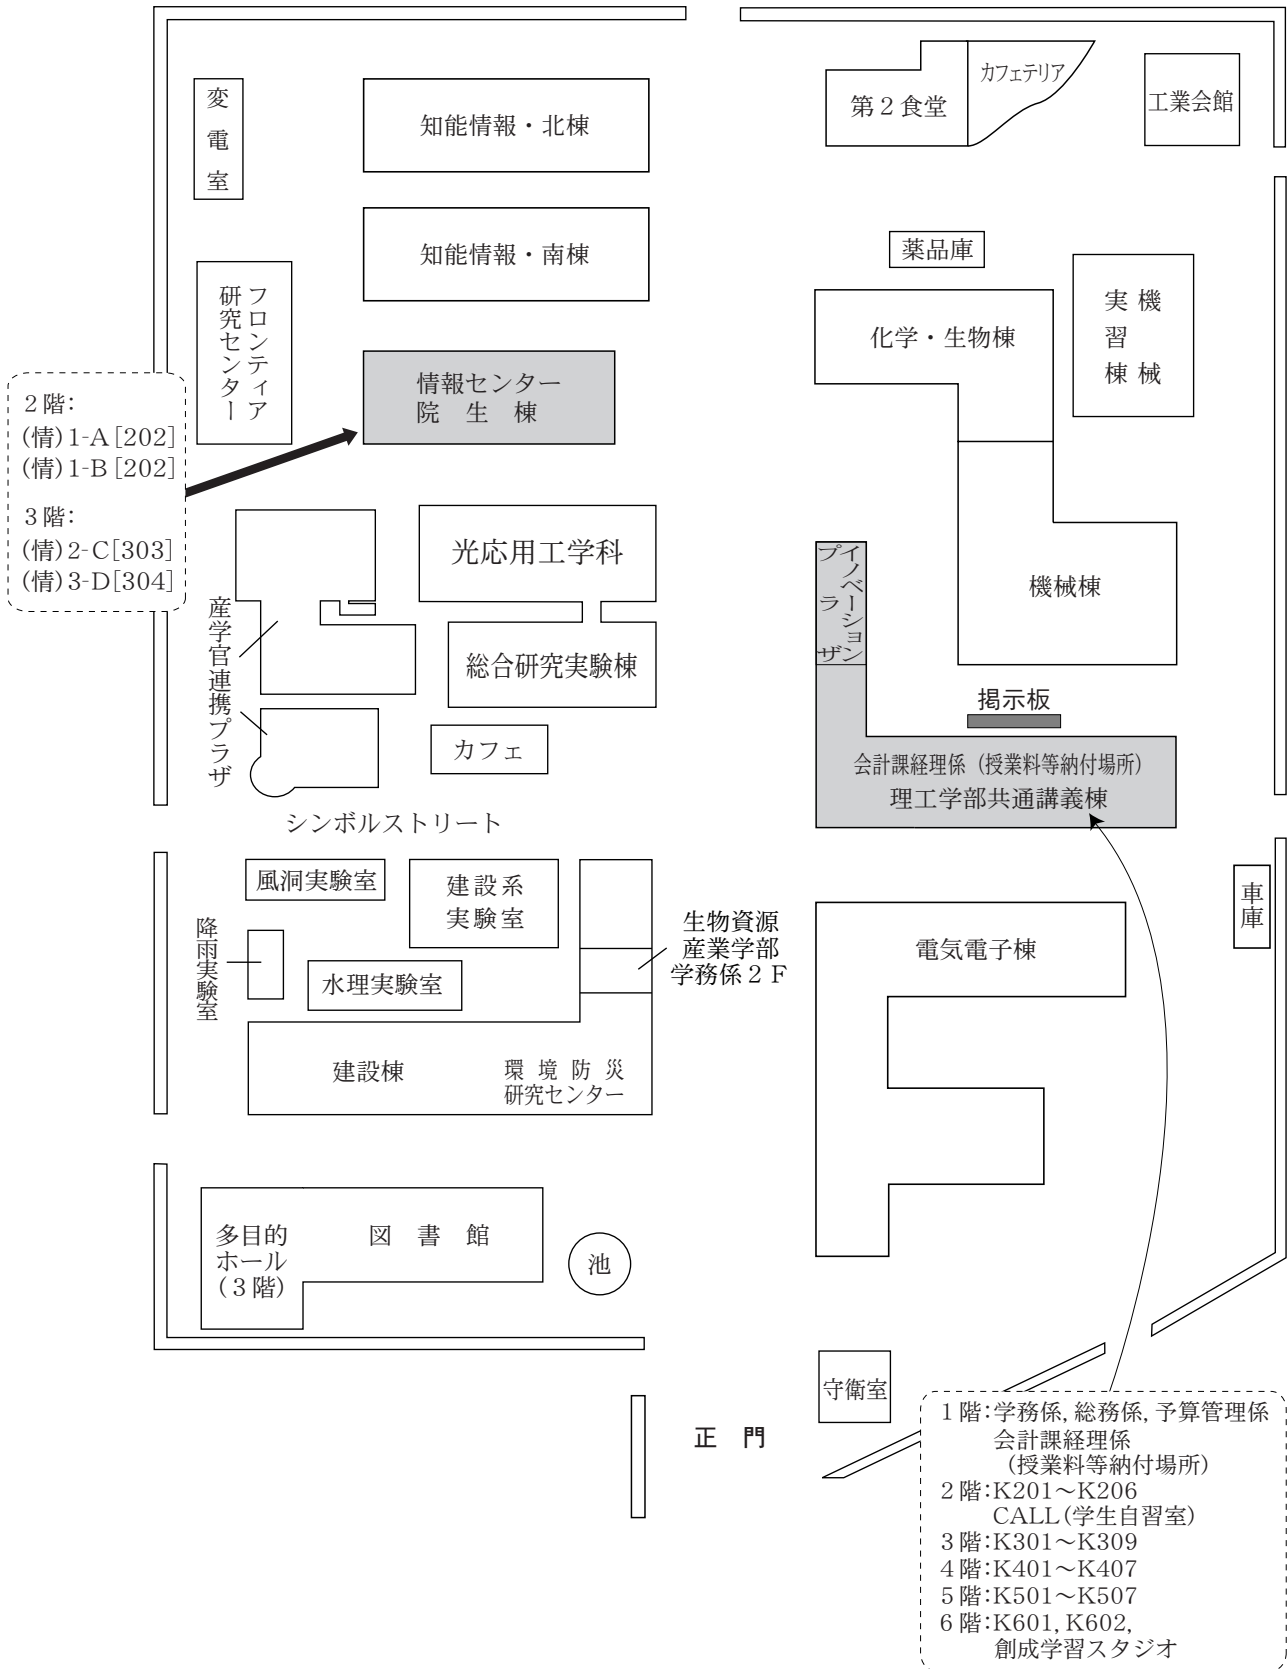 変電室
知能情報・北棟
第2食堂
カフェテリア
工業会館
知能情報・南棟
薬品庫
フロンティア
研究センター
化学・生物棟
機械
実習棟
情報センター
院生棟
2階:
(情)1-A[202]
(情)1-B[202]
3階:
(情)2-C[303]
(情)3-D[304]
光応用工学科
イノベーション
プラザ
機械棟
産学官連携プラザ
総合研究実験棟
掲示板
カフェ
会計課経理係(授業料等納付場所)
理工学部共通講義棟
シンボルストリート
風洞実験室
建設系
実験室
車庫
降雨実験室
水理実験室
生物資源
産業学部
学務係2F
電気電子棟
建設棟
環境防災
研究センター
多目的
ホール
(3階)
図書館
池
守衛室
正門
1階:学務係, 総務係, 予算管理係
会計課経理係
(授業料等納付場所)
2階:K201~K206
CALL(学生自習室)
3階:K301~K309
4階:K401~K407
5階:K501~K507
6階:K601, K602,
創成学習スタジオ